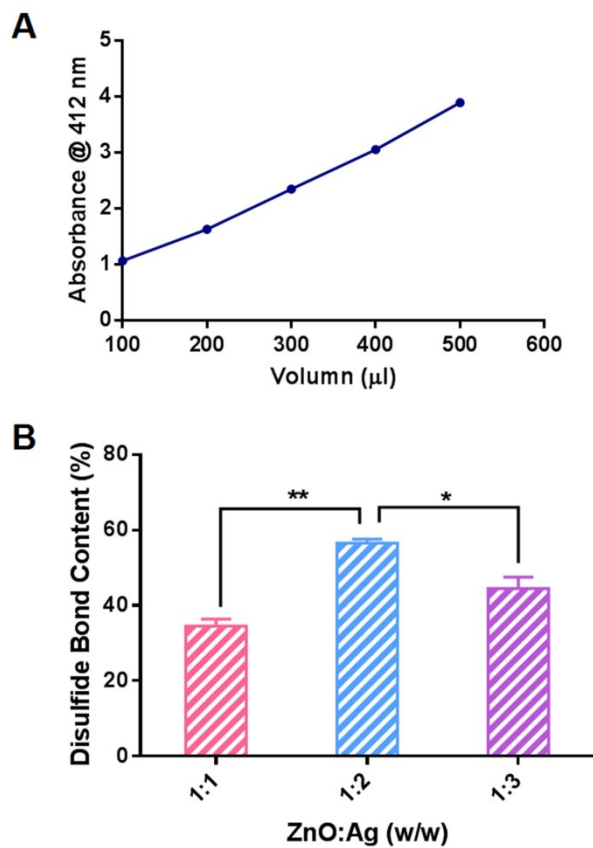 A
Absorbance @ 412 nm
5
4
3
2
1
0
100 200 300 400 500 600
Volumn (μl)
B
Disulfide Bond Content (%)
80
60
40
20
0
** *
1:1 1:2 1:3
ZnO:Ag (w/w)